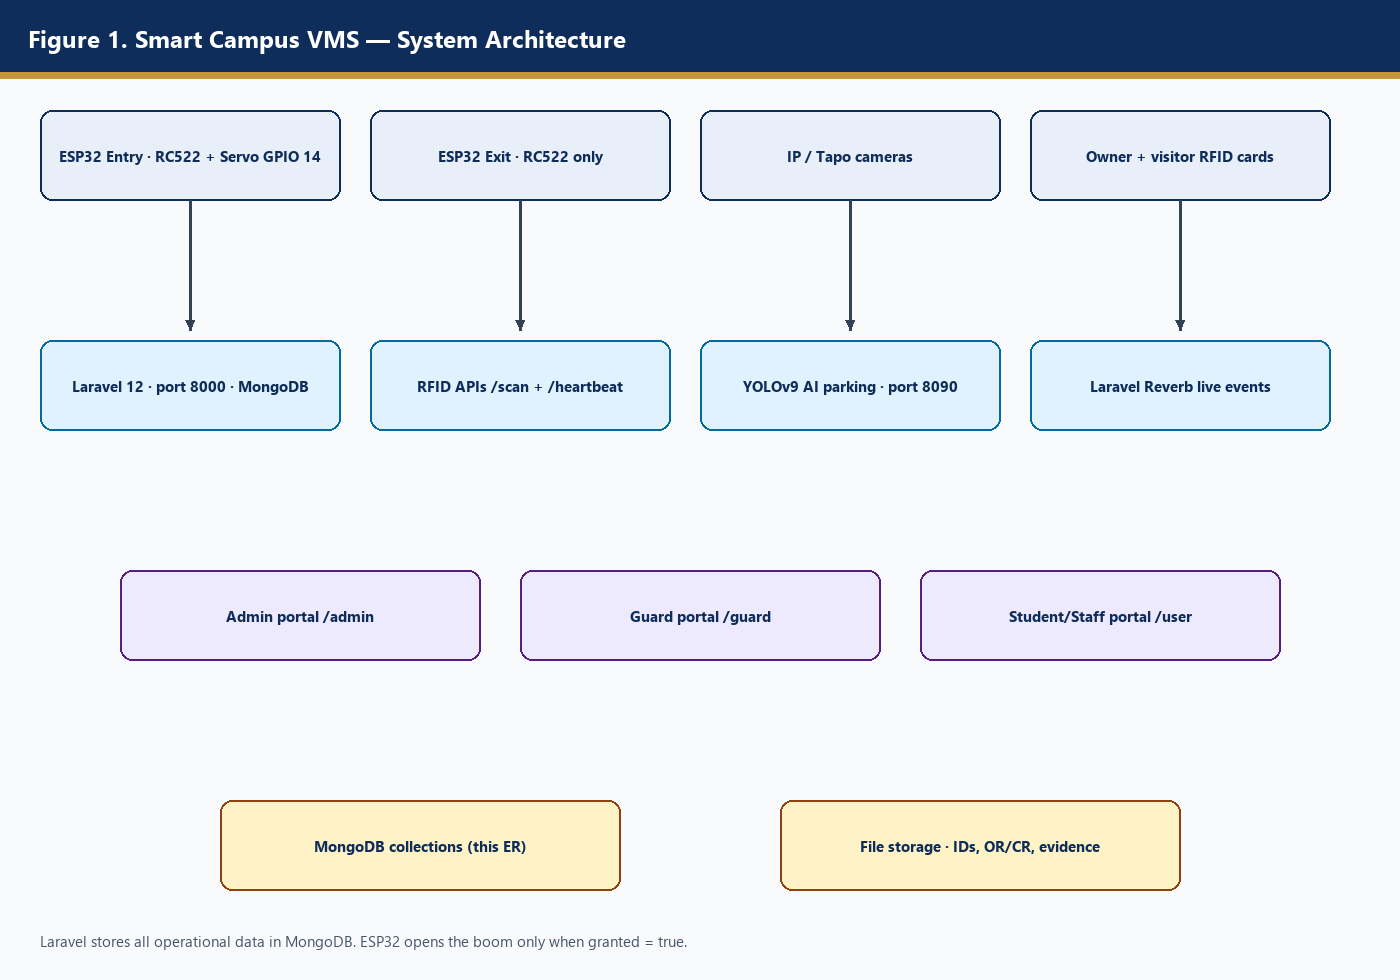 Figure 1. Smart Campus VMS — System Architecture
ESP32 Entry · RC522 + Servo GPIO 14
ESP32 Exit · RC522 only
IP / Tapo cameras
Owner + visitor RFID cards
Laravel 12 · port 8000 · MongoDB
RFID APIs /scan + /heartbeat
YOLOv9 AI parking · port 8090
Laravel Reverb live events
Admin portal /admin
Guard portal /guard
Student/Staff portal /user
MongoDB collections (this ER)
File storage · IDs, OR/CR, evidence
Laravel stores all operational data in MongoDB. ESP32 opens the boom only when granted = true.